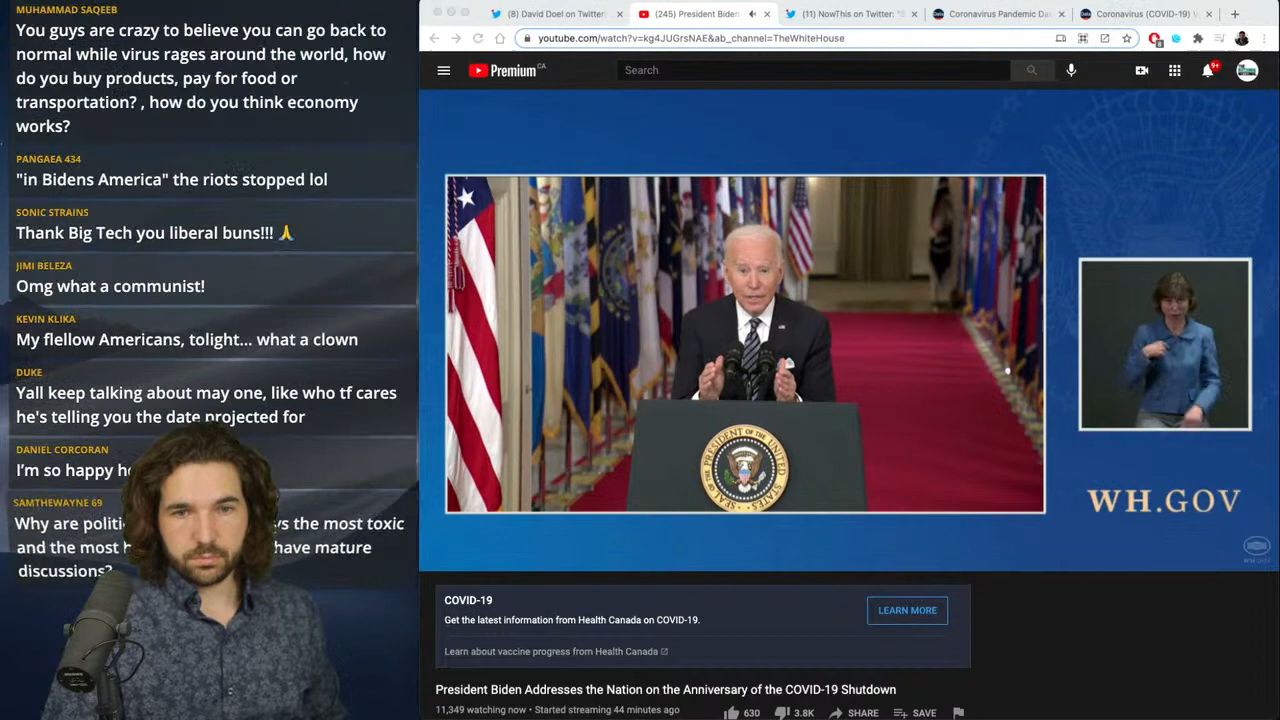 MUHAMMAD SAQEEB
You guys are crazy to believe you can go back to
normal while virus rages around the world, how
do you buy products, pay for food or
transportation? , how do you think economy
works?
PANGAEA 434
"in Bidens America" the riots stopped lol
SONIC STRAINS
Thank Big Tech you liberal buns!!! 🙏
JIMI BELEZA
Omg what a communist!
KEVIN KLIKA
My flellow Americans, tolight... what a clown
DUKE
Yall keep talking about may one, like who tf cares
he's telling you the date projected for
DANIEL CORCORAN
I'm so happy
SAMTHEWAYNE 69
Why are the most toxic
and the most have mature
discussions?
(8) David Doel on Twitter:
(245) President Biden
(11) NowThis on Twitter: "
Coronavirus Pandemic Da
Coronavirus (COVID-19) V
youtube.com/watch?v=kg4JUGrsNAE&ab_channel=TheWhiteHouse
Premium CA
Search
9+
PRESIDENT OF THE UNITED STATES
SEAL OF
WH.GOV
COVID-19
Get the latest information from Health Canada on COVID-19.
LEARN MORE
Learn about vaccine progress from Health Canada
President Biden Addresses the Nation on the Anniversary of the COVID-19 Shutdown
11,349 watching now • Started streaming 44 minutes ago
630
3.8K
SHARE
SAVE